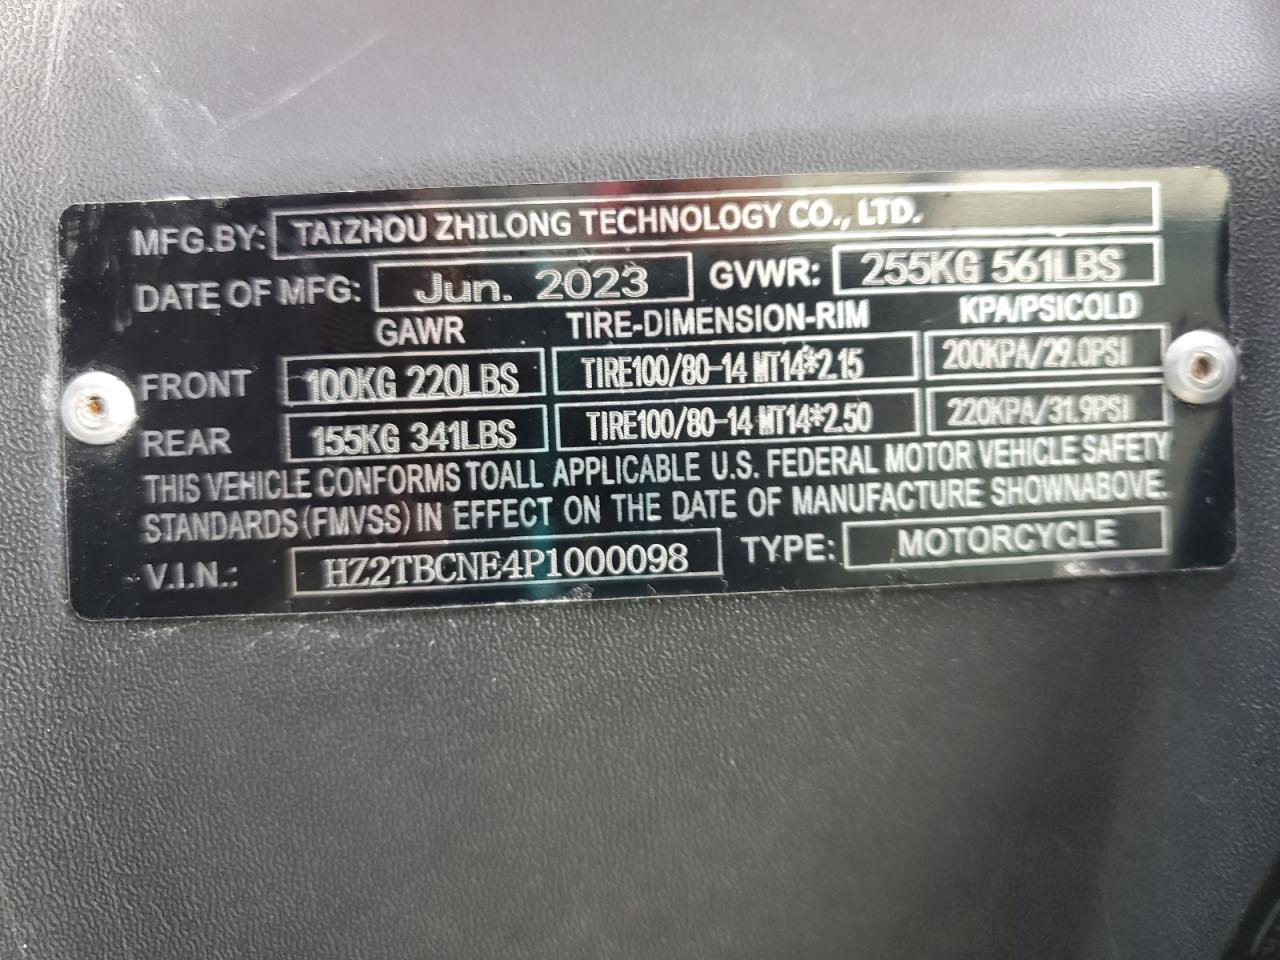 MFG.BY: TAIZHOU ZHILONG TECHNOLOGY CO., LTD.
DATE OF MFG: Jun. 2023 GVWR: 255KG 561LBS
GAWR TIRE-DIMENSION-RIM KPA/PSICOLD
FRONT 100KG 220LBS TIRE100/80-14 MT14*2.15 200KPA/29.0PSI
REAR 155KG 341LBS TIRE100/80-14 MT14*2.50 220KPA/31.9PSI
THIS VEHICLE CONFORMS TOALL APPLICABLE U.S. FEDERAL MOTOR VEHICLE SAFETY
STANDARDS (FMVSS) IN EFFECT ON THE DATE OF MANUFACTURE SHOWNABOVE.
V.I.N.: HZ2TBCNE4P1000098 TYPE: MOTORCYCLE